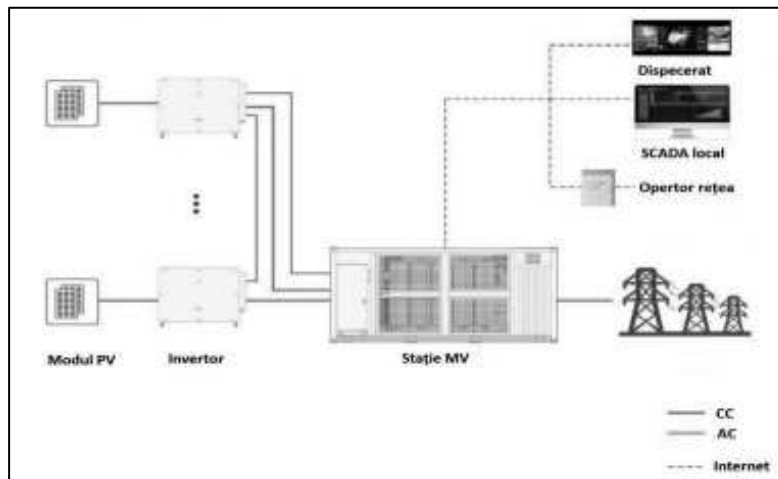 Dispecerat
SCADA local
Opertor rețea
Modul PV
Invertor
Stație MV
CC
AC
Internet